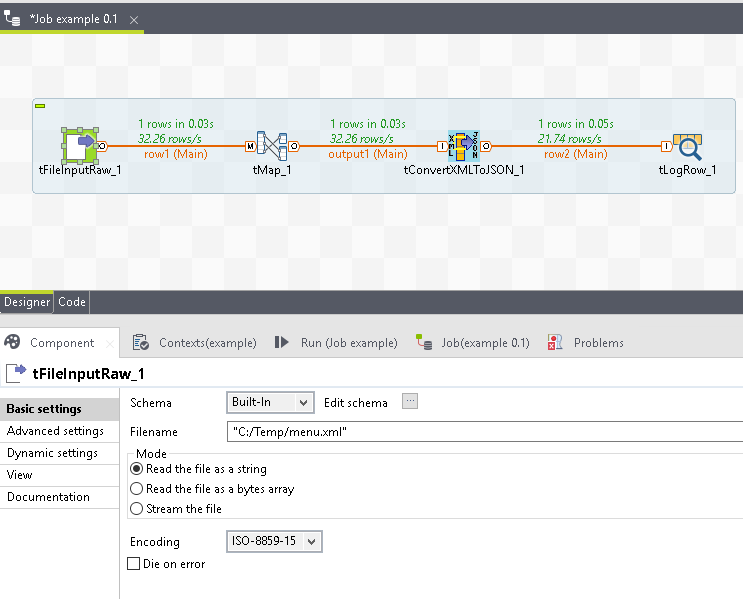 *Job example 0.1
1 rows in 0.03s 1 rows in 0.03s 1 rows in 0.05s
32.26 rows/s 32.26 rows/s 21.74 rows/s
row1 (Main) output1 (Main) row2 (Main)
O M O I XML JSON O I
tFileInputRaw_1 tMap_1 tConvertXMLToJSON_1 tLogRow_1
Designer Code
Component Contexts(example) Run (Job example) Job(example 0.1) Problems
tFileInputRaw_1
Basic settings
Advanced settings
Dynamic settings
View
Documentation
Schema Built-In Edit schema ...
Filename "C:/Temp/menu.xml"
Mode
Read the file as a string
Read the file as a bytes array
Stream the file
Encoding ISO-8859-15
Die on error